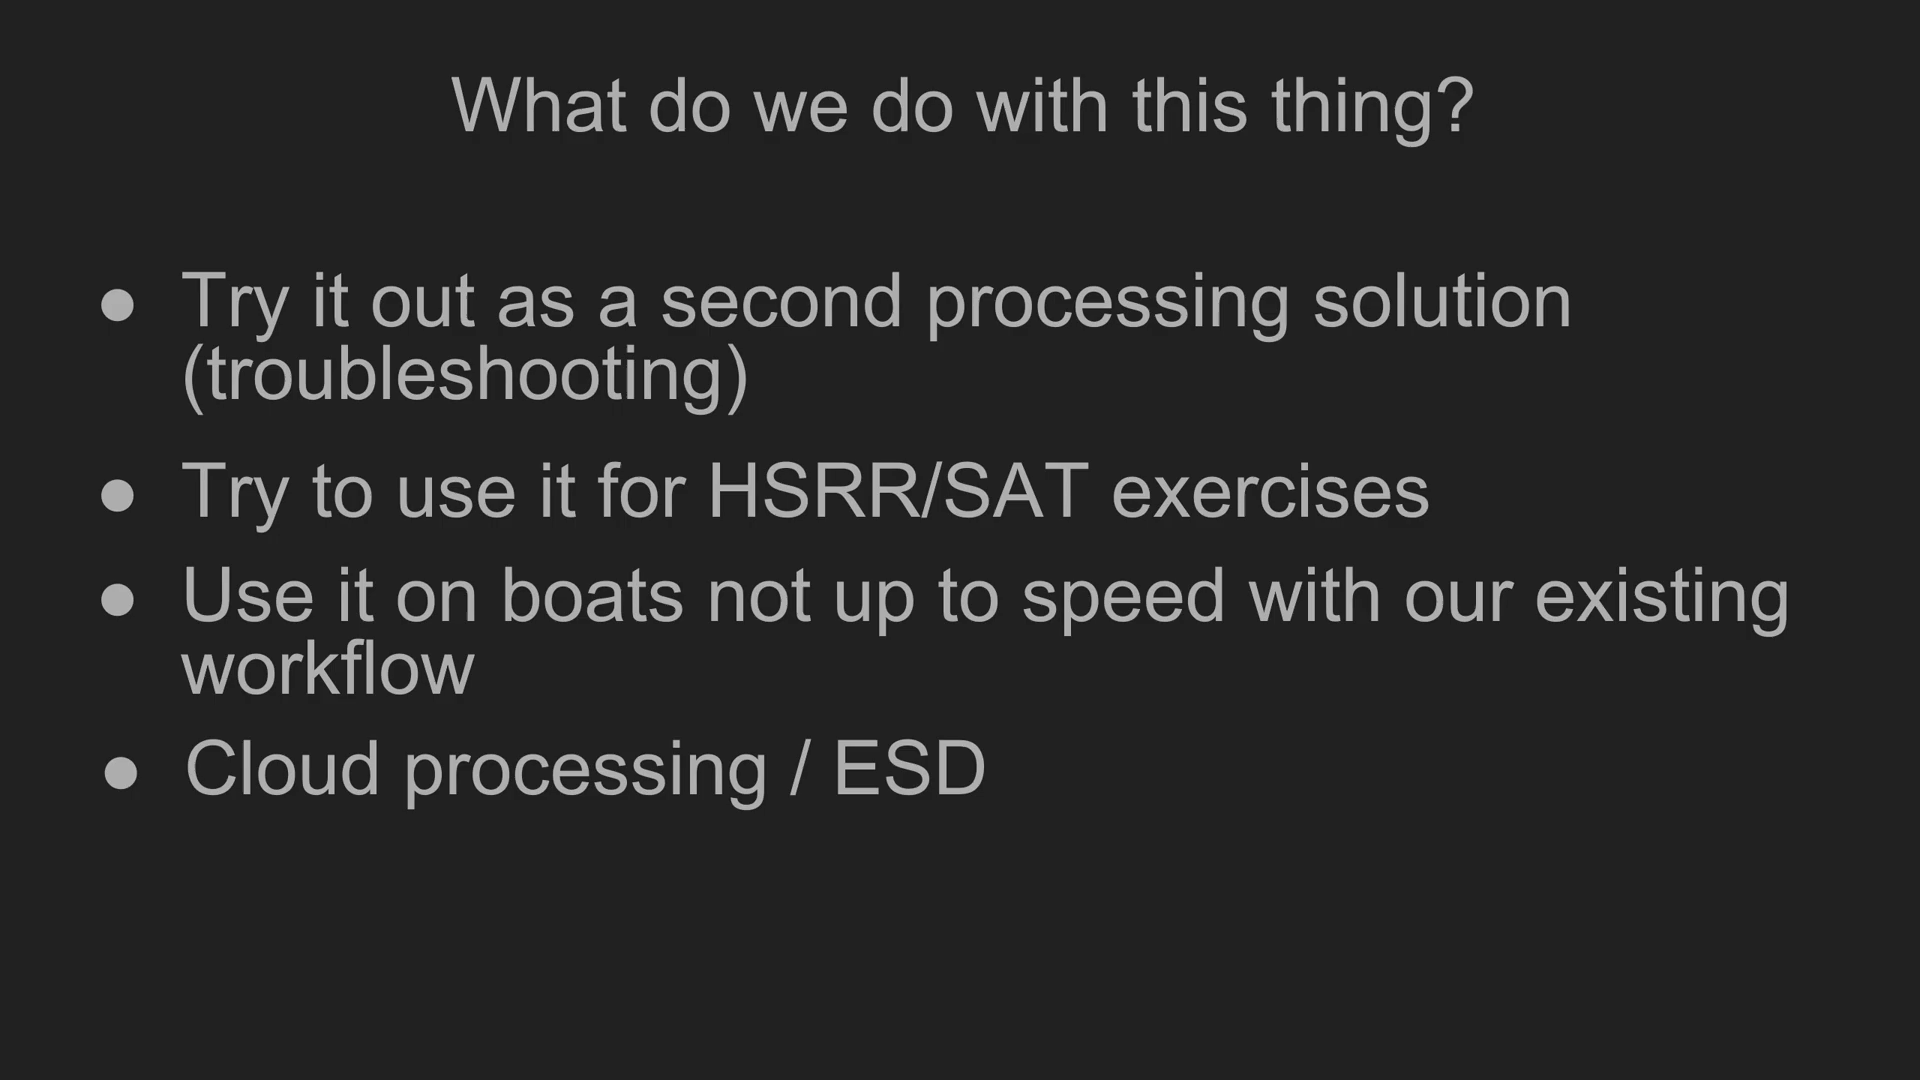 What do we do with this thing?
● Try it out as a second processing solution
(troubleshooting)
● Try to use it for HSRR/SAT exercises
● Use it on boats not up to speed with our existing
workflow
● Cloud processing / ESD